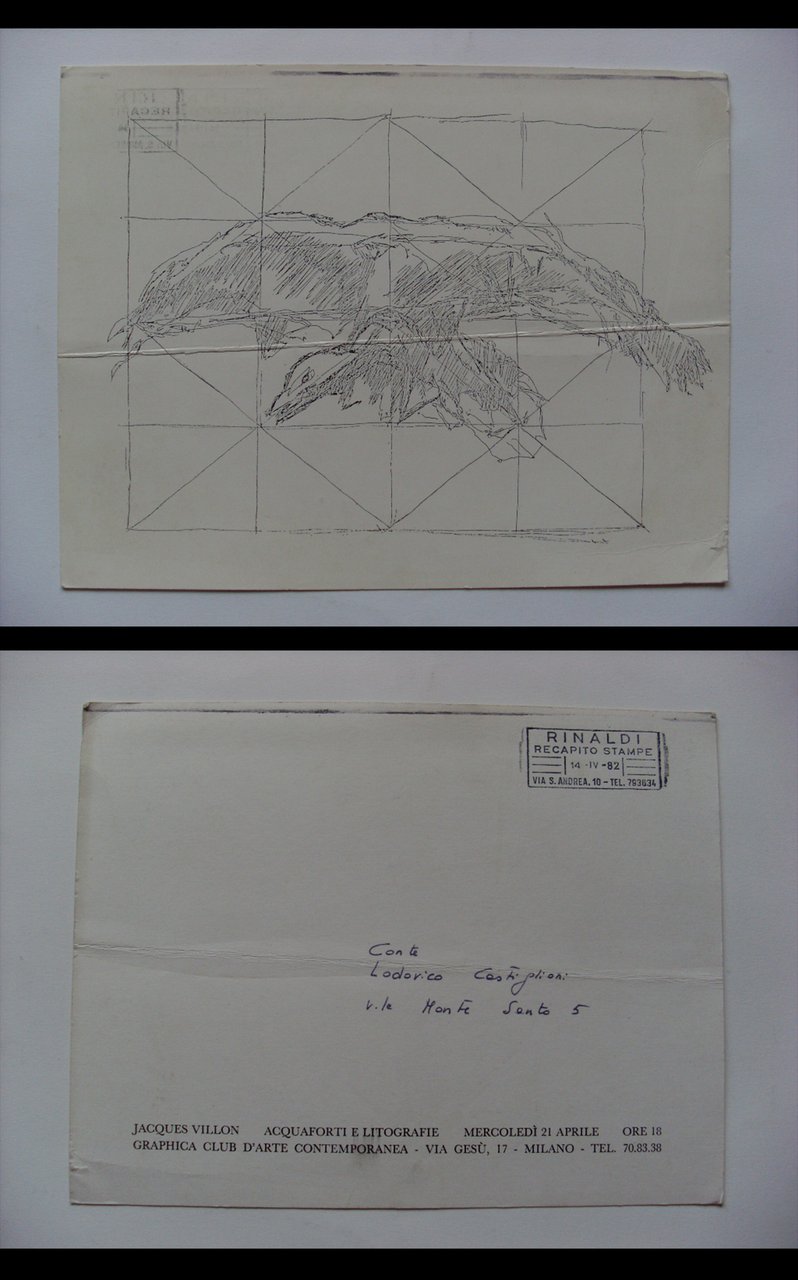 RINALDI
RECAPITO STAMPE
14 -IV -82
VIA S. ANDREA, 10 - TEL. 793634
Conte
Lodovico Castiglioni
v.le Monte Santo 5
JACQUES VILLON ACQUAFORTI E LITOGRAFIE MERCOLEDÌ 21 APRILE ORE 18
GRAPHICA CLUB D'ARTE CONTEMPORANEA - VIA GESÙ, 17 - MILANO - TEL. 70.83.38